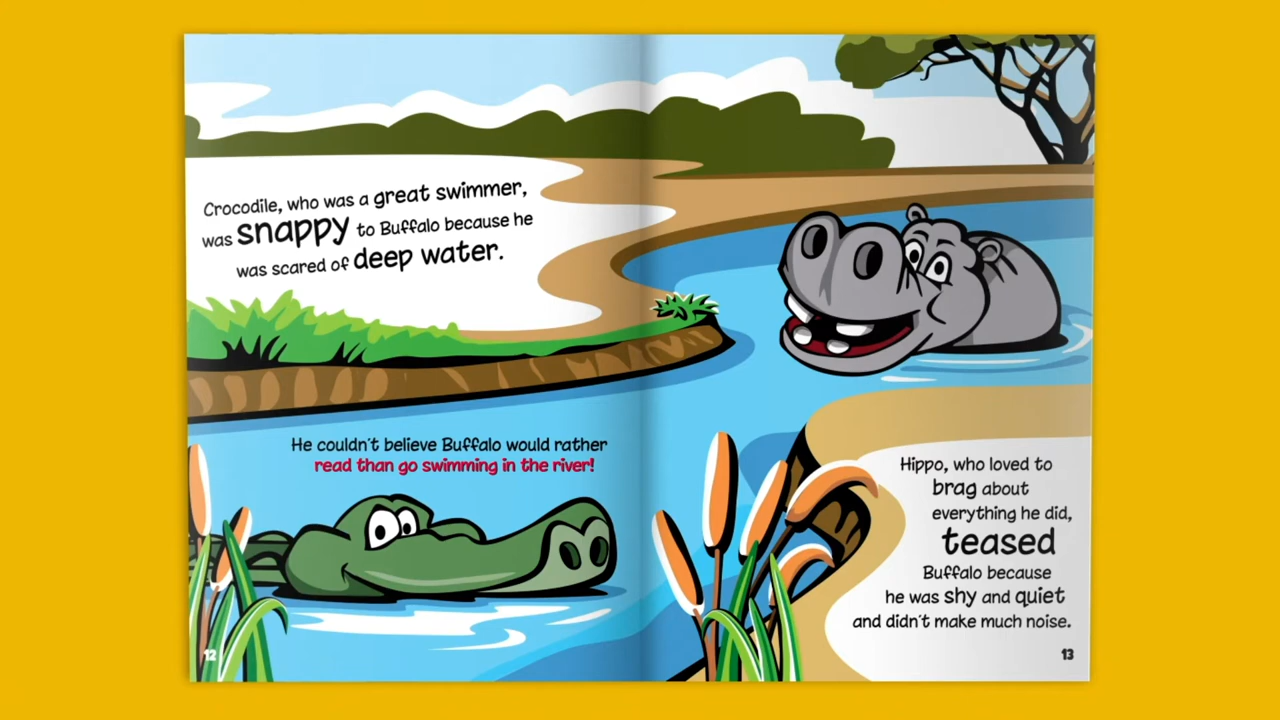 Crocodile, who was a great swimmer,
was snappy to Buffalo because he
was scared of deep water.
He couldn't believe Buffalo would rather
read than go swimming in the river!
12
Hippo, who loved to
brag about
everything he did,
teased
Buffalo because
he was shy and quiet
and didn't make much noise.
13